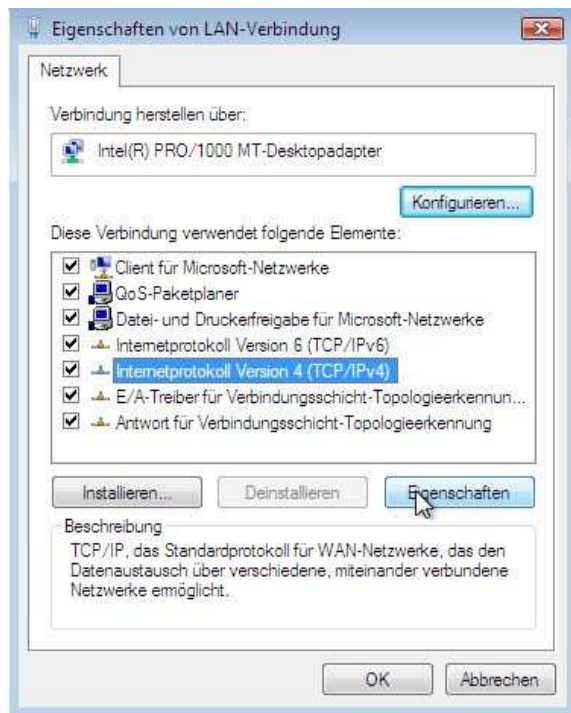 Eigenschaften von LAN-Verbindung
Netzwerk
Verbindung herstellen über:
Intel(R) PRO/1000 MT-Desktopadapter
Konfigurieren...
Diese Verbindung verwendet folgende Elemente:
Client für Microsoft-Netzwerke
QoS-Paketplaner
Datei- und Druckerfreigabe für Microsoft-Netzwerke
Internetprotokoll Version 6 (TCP/IPv6)
Internetprotokoll Version 4 (TCP/IPv4)
E/A-Treiber für Verbindungsschicht-Topologieerkennun...
Antwort für Verbindungsschicht-Topologieerkennung
Installieren... Deinstallieren Eigenschaften
Beschreibung
TCP/IP, das Standardprotokoll für WAN-Netzwerke, das den
Datenaustausch über verschiedene, miteinander verbundene
Netzwerke ermöglicht.
OK Abbrechen